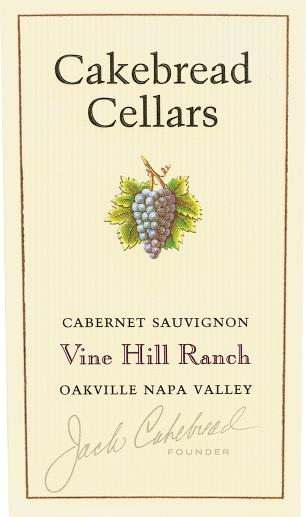 Cakebread
Cellars
CABERNET SAUVIGNON
Vine Hill Ranch
OAKVILLE NAPA VALLEY
Jack Cakebread
FOUNDER